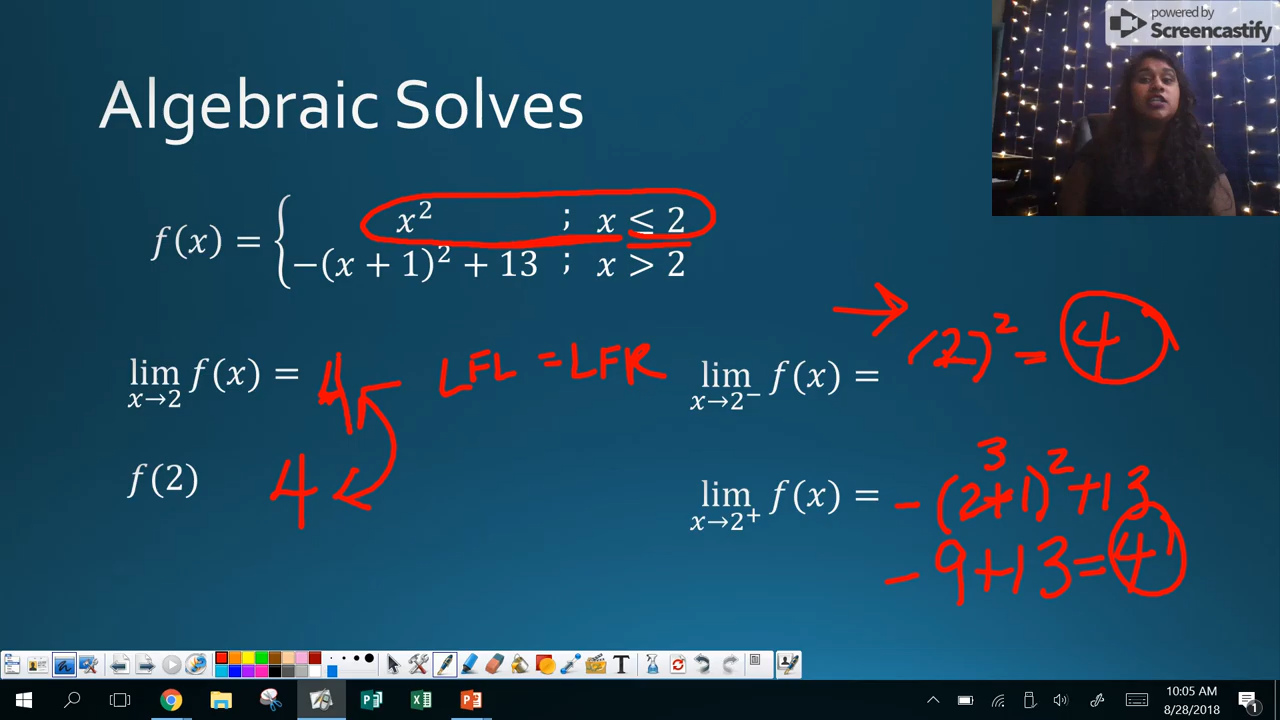 powered by
Screencastify
Algebraic Solves
f(x) = { x² ; x ≤ 2
−(x + 1)² + 13 ; x > 2
lim x→2 f(x) = 4
LFL = LFR
lim x→2⁻ f(x) = (2)² = 4
f(2) 4
lim x→2⁺ f(x) = -(2+1)² + 13
3
-9+13=4
T
10:05 AM
8/28/2018
1